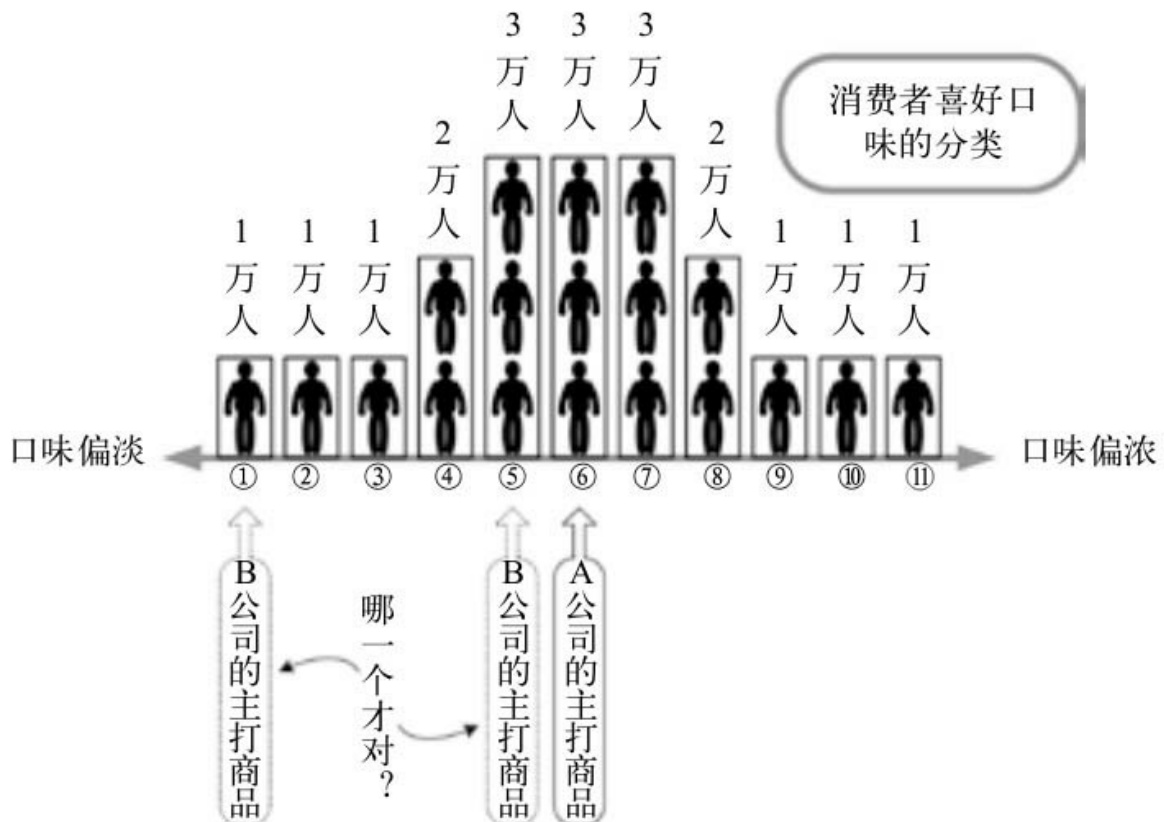 1万人
1万人
1万人
2万人
3万人
3万人
3万人
2万人
1万人
1万人
1万人
消费者喜好口
味的分类
口味偏淡
口味偏浓
①
②
③
④
⑤
⑥
⑦
⑧
⑨
⑩
⑪
B公司的主打商品
哪一个才对?
B公司的主打商品
A公司的主打商品